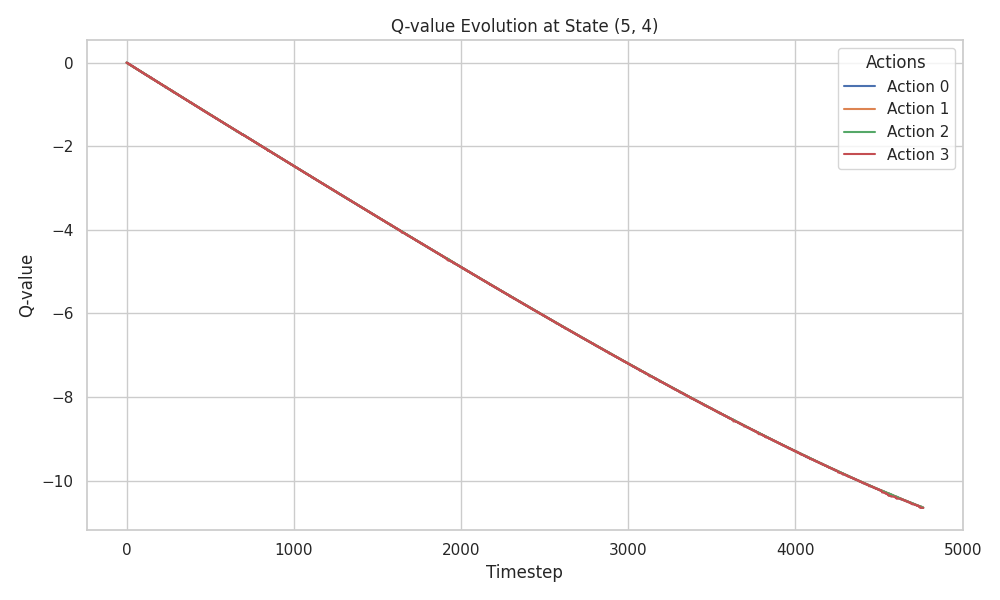 Q-value Evolution at State (5, 4)
Actions
Action 0
Action 1
Action 2
Action 3
Q-value
0
−2
−4
−6
−8
−10
0 1000 2000 3000 4000 5000
Timestep